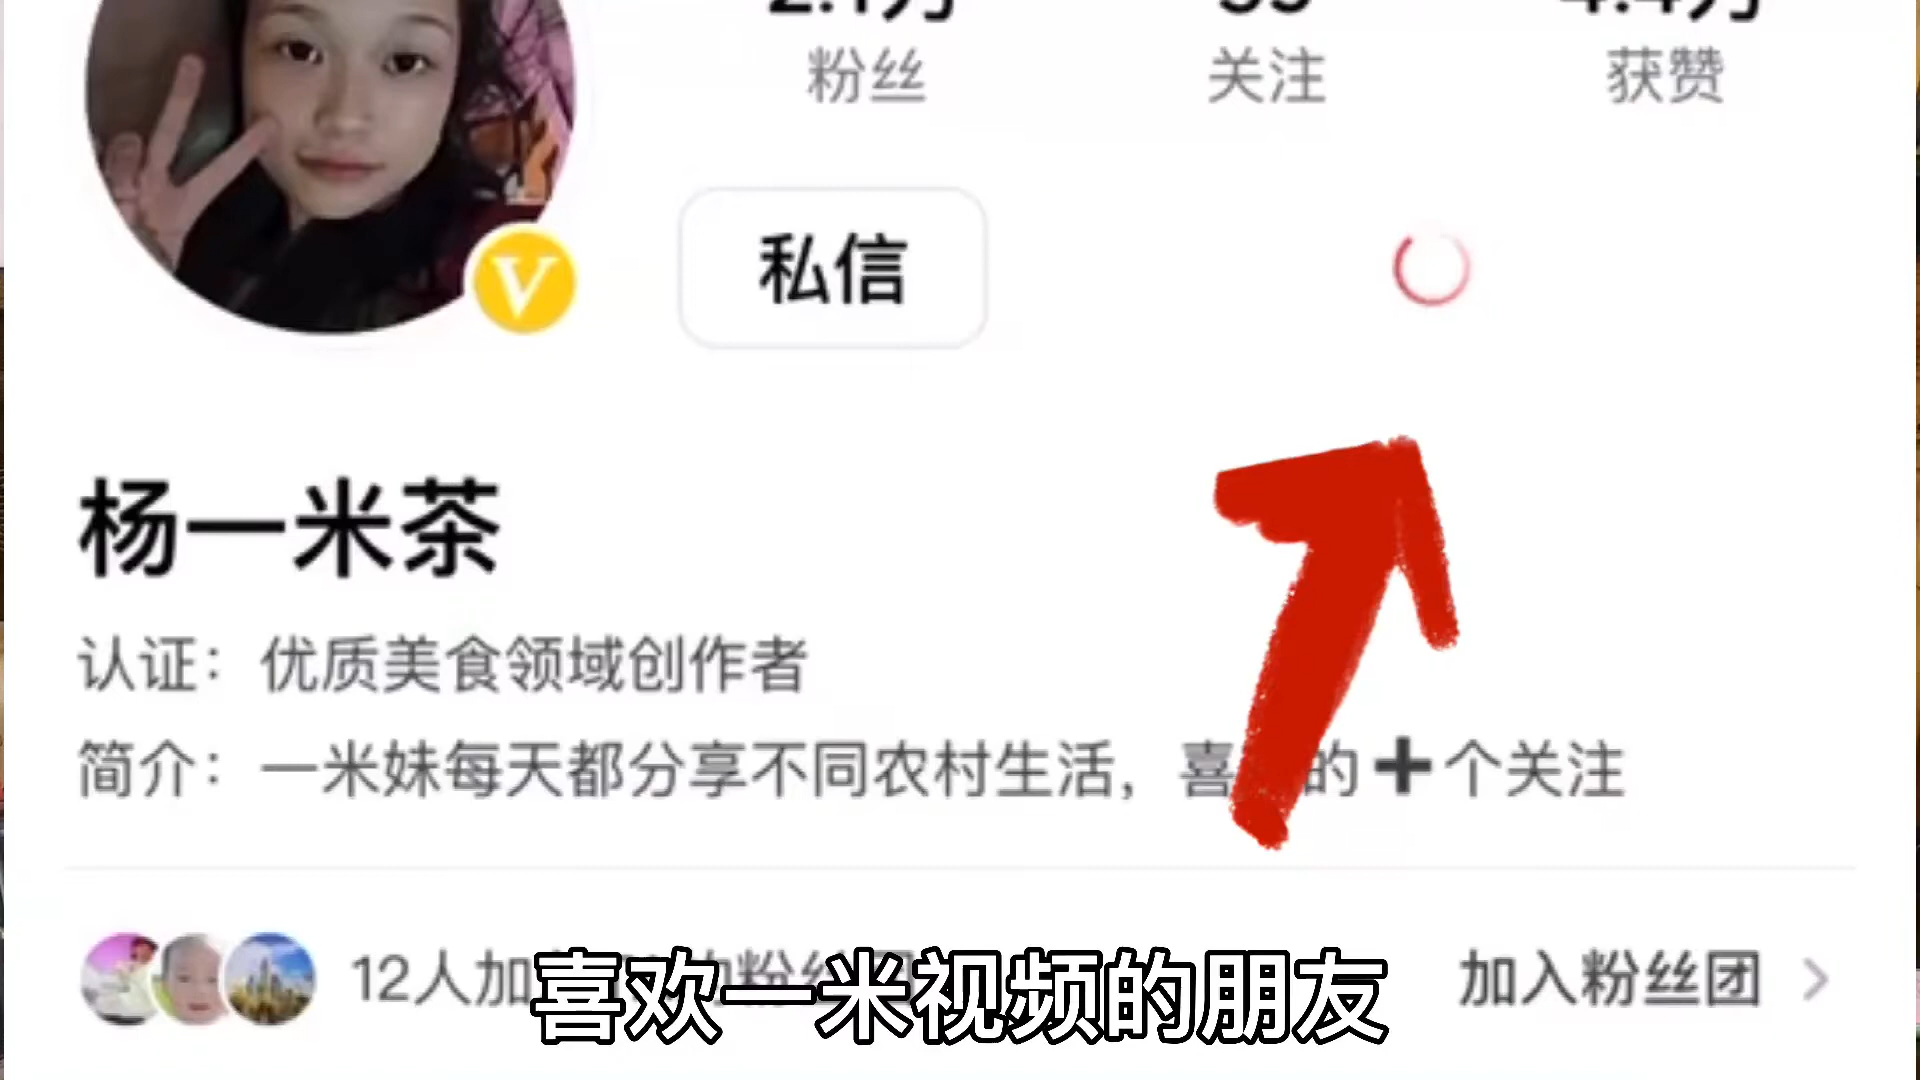 粉丝 关注 获赞
私信
V
杨一米茶
认证：优质美食领域创作者
简介：一米妹每天都分享不同农村生活，喜 的➕个关注
12人加 粉丝 加入粉丝团
喜欢一米视频的朋友